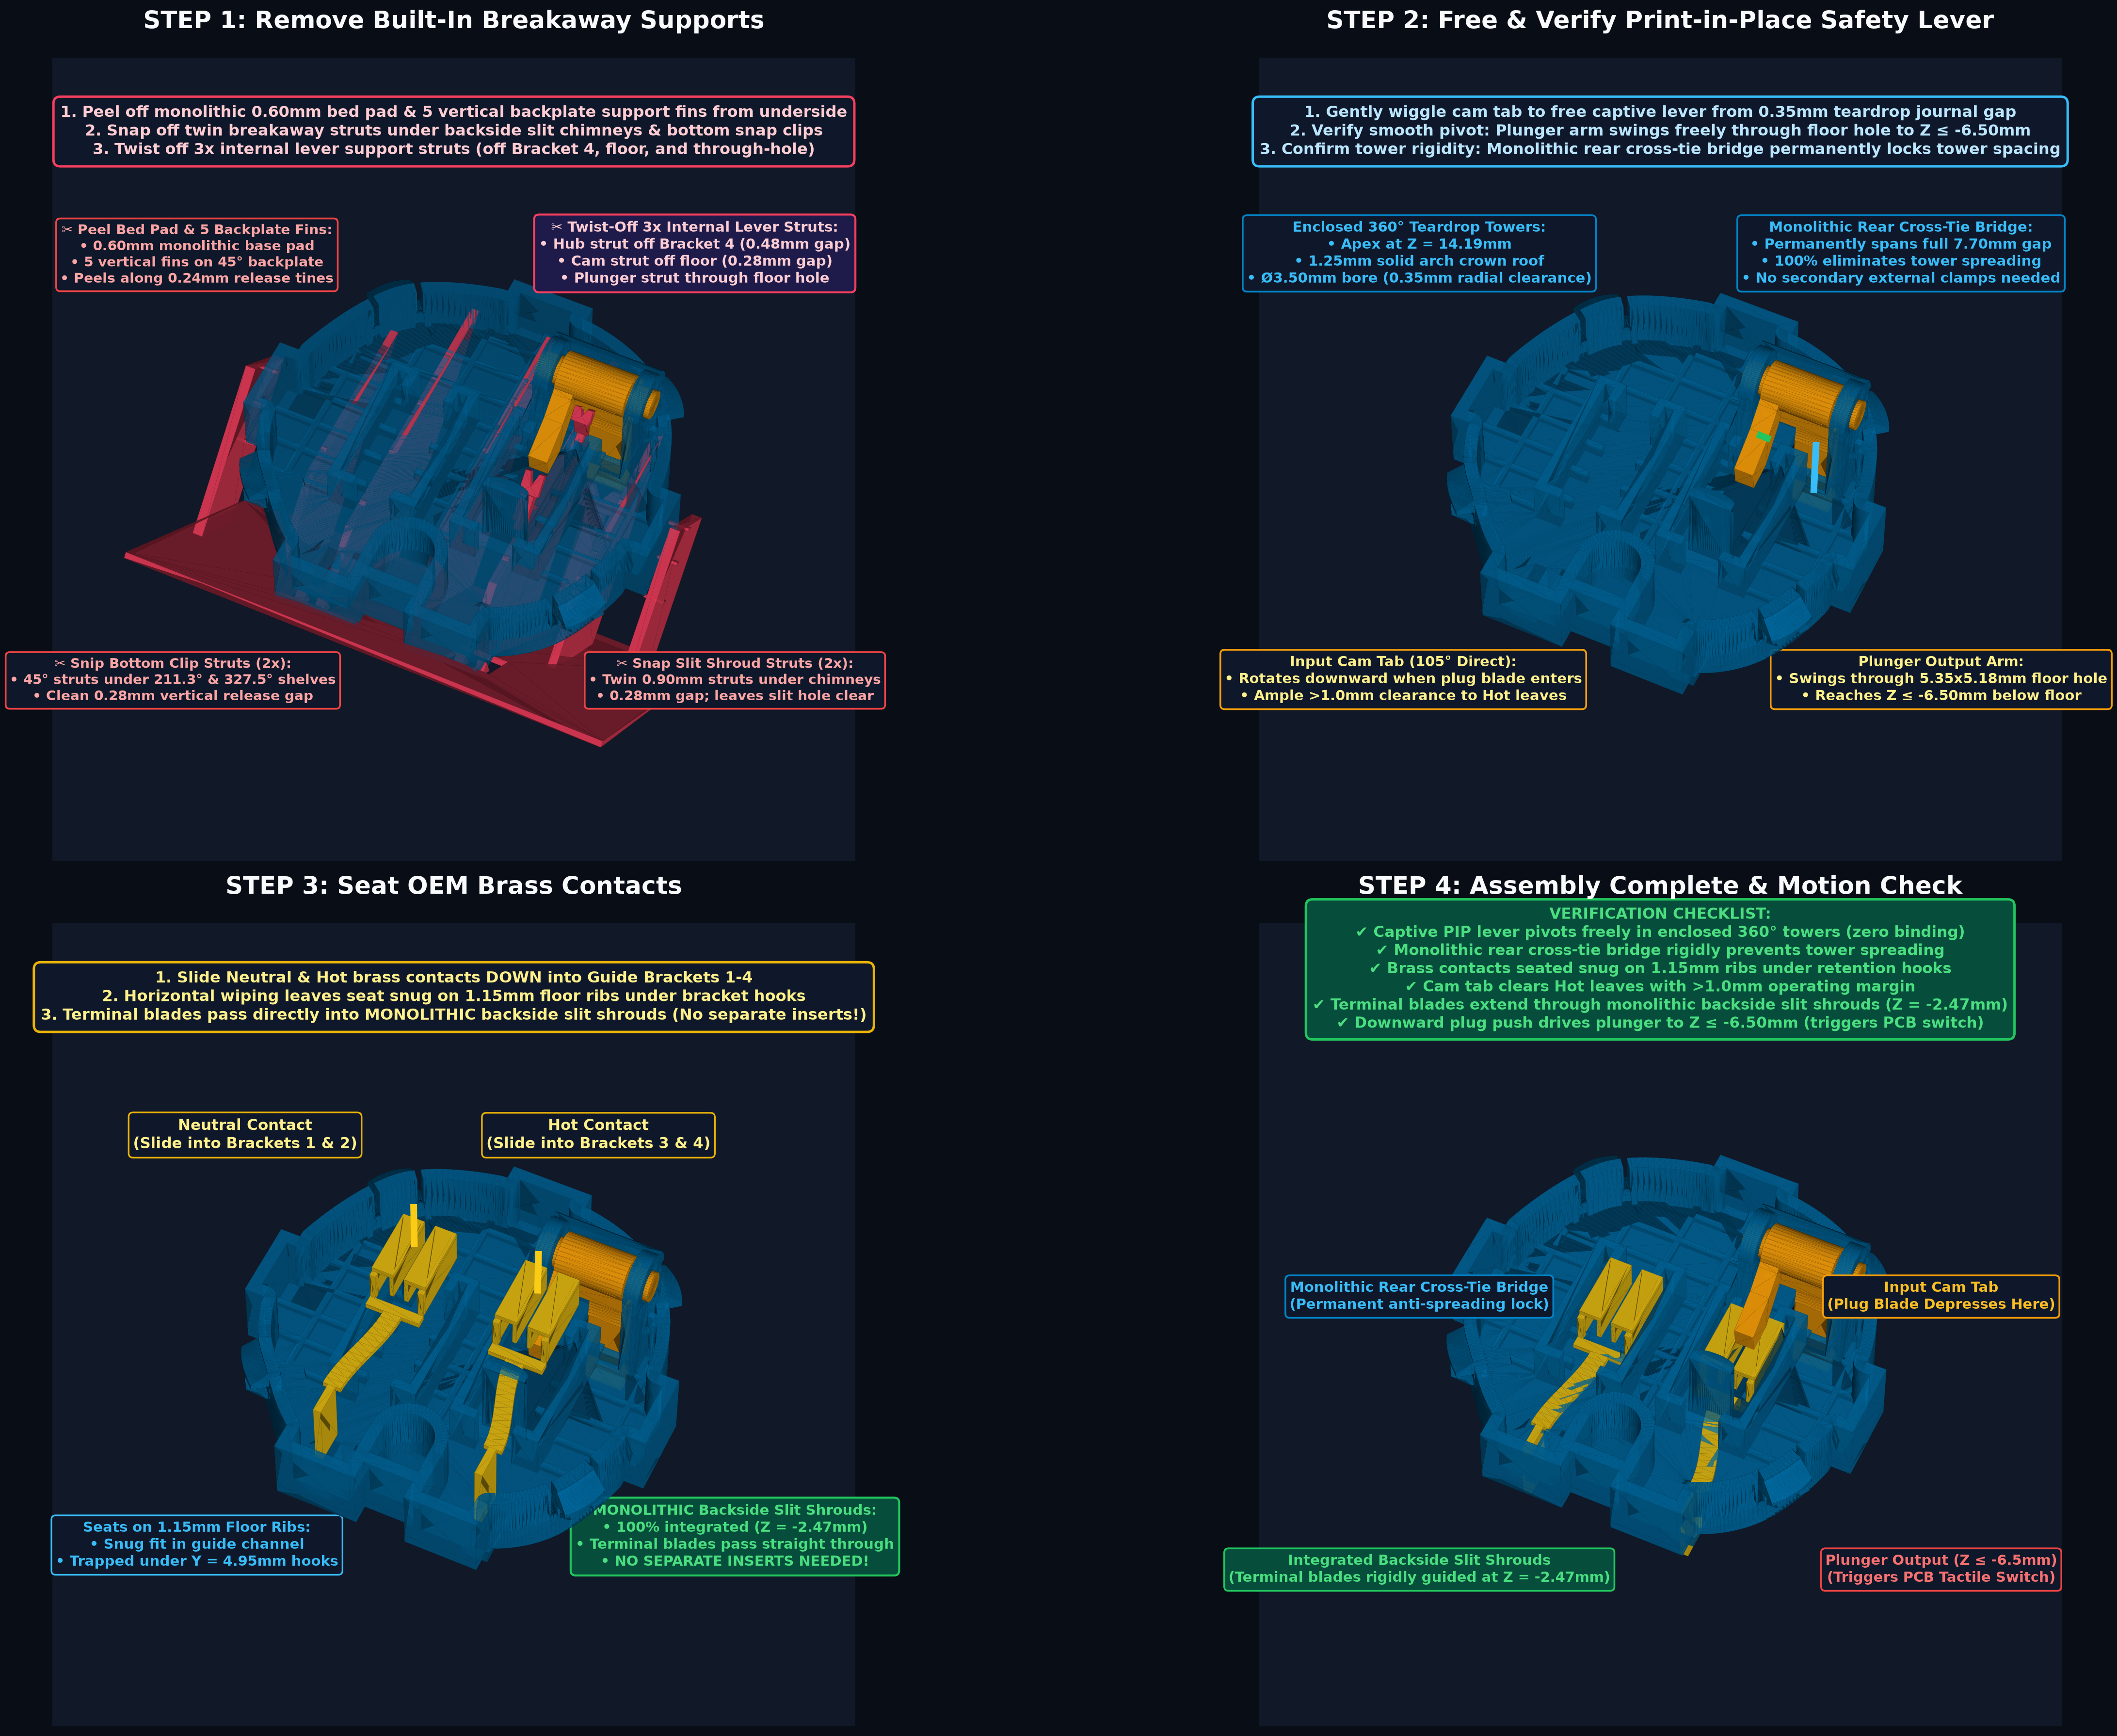 STEP 1: Remove Built-In Breakaway Supports
1. Peel off monolithic 0.60mm bed pad & 5 vertical backplate support fins from underside
2. Snap off twin breakaway struts under backside slit chimneys & bottom snap clips
3. Twist off 3x internal lever support struts (off Bracket 4, floor, and through-hole)
✂ Peel Bed Pad & 5 Backplate Fins:
• 0.60mm monolithic base pad
• 5 vertical fins on 45° backplate
• Peels along 0.24mm release tines
✂ Twist-Off 3x Internal Lever Struts:
• Hub strut off Bracket 4 (0.48mm gap)
• Cam strut off floor (0.28mm gap)
• Plunger strut through floor hole
✂ Snip Bottom Clip Struts (2x):
• 45° struts under 211.3° & 327.5° shelves
• Clean 0.28mm vertical release gap
✂ Snap Slit Shroud Struts (2x):
• Twin 0.90mm struts under chimneys
• 0.28mm gap; leaves slit hole clear
STEP 2: Free & Verify Print-in-Place Safety Lever
1. Gently wiggle cam tab to free captive lever from 0.35mm teardrop journal gap
2. Verify smooth pivot: Plunger arm swings freely through floor hole to Z ≤ -6.50mm
3. Confirm tower rigidity: Monolithic rear cross-tie bridge permanently locks tower spacing
Enclosed 360° Teardrop Towers:
• Apex at Z = 14.19mm
• 1.25mm solid arch crown roof
• Ø3.50mm bore (0.35mm radial clearance)
Monolithic Rear Cross-Tie Bridge:
• Permanently spans full 7.70mm gap
• 100% eliminates tower spreading
• No secondary external clamps needed
Input Cam Tab (105° Direct):
• Rotates downward when plug blade enters
• Ample >1.0mm clearance to Hot leaves
Plunger Output Arm:
• Swings through 5.35x5.18mm floor hole
• Reaches Z ≤ -6.50mm below floor
STEP 3: Seat OEM Brass Contacts
1. Slide Neutral & Hot brass contacts DOWN into Guide Brackets 1-4
2. Horizontal wiping leaves seat snug on 1.15mm floor ribs under bracket hooks
3. Terminal blades pass directly into MONOLITHIC backside slit shrouds (No separate inserts!)
Neutral Contact
(Slide into Brackets 1 & 2)
Hot Contact
(Slide into Brackets 3 & 4)
Seats on 1.15mm Floor Ribs:
• Snug fit in guide channel
• Trapped under Y = 4.95mm hooks
MONOLITHIC Backside Slit Shrouds:
• 100% integrated (Z = -2.47mm)
• Terminal blades pass straight through
• NO SEPARATE INSERTS NEEDED!
STEP 4: Assembly Complete & Motion Check
VERIFICATION CHECKLIST:
✔ Captive PIP lever pivots freely in enclosed 360° towers (zero binding)
✔ Monolithic rear cross-tie bridge rigidly prevents tower spreading
✔ Brass contacts seated snug on 1.15mm ribs under retention hooks
✔ Cam tab clears Hot leaves with >1.0mm operating margin
✔ Terminal blades extend through monolithic backside slit shrouds (Z = -2.47mm)
✔ Downward plug push drives plunger to Z ≤ -6.50mm (triggers PCB switch)
Monolithic Rear Cross-Tie Bridge
(Permanent anti-spreading lock)
Input Cam Tab
(Plug Blade Depresses Here)
Integrated Backside Slit Shrouds
(Terminal blades rigidly guided at Z = -2.47mm)
Plunger Output (Z ≤ -6.5mm)
(Triggers PCB Tactile Switch)